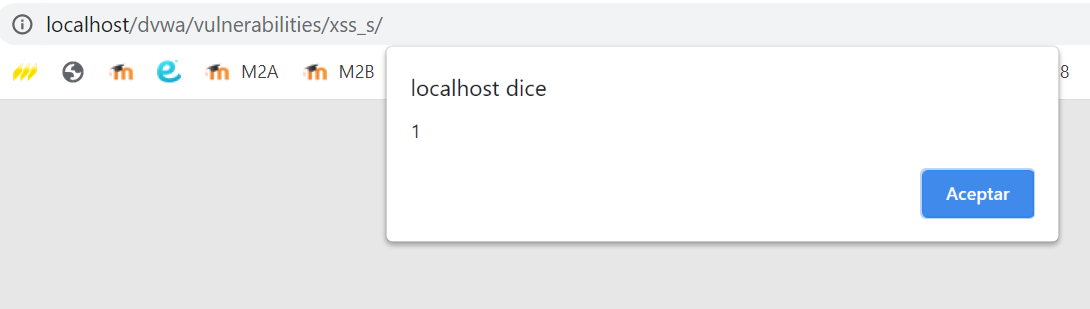 localhost/dvwa/vulnerabilities/xss_s/
M2A M2B 8
localhost dice
1
Aceptar